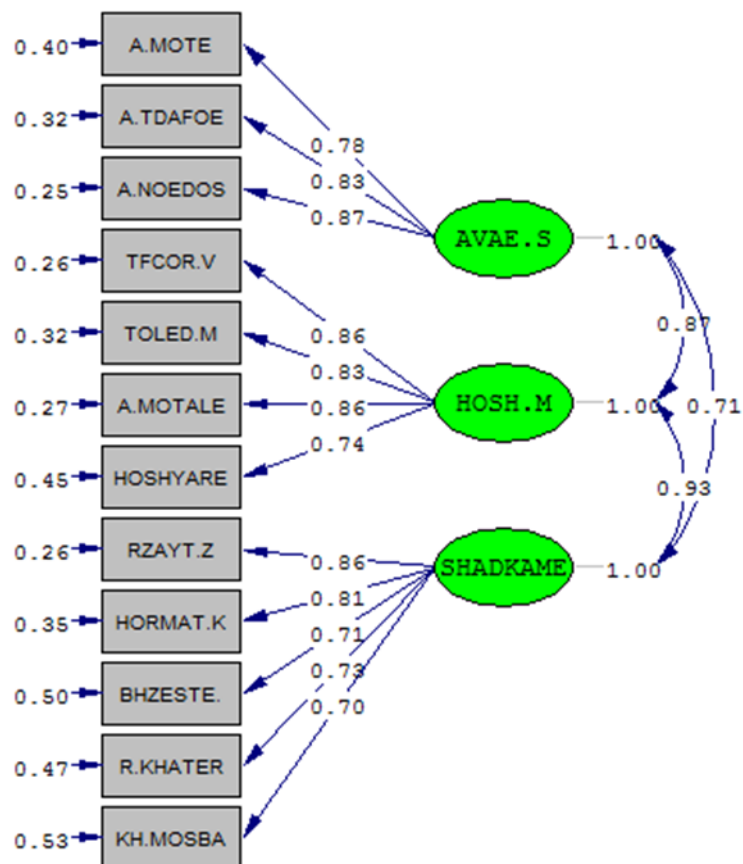 0.40 A.MOTE
0.32 A.TDAFOE
0.78
0.83
0.25 A.NOEDOS
0.87
AVAE.S 1.00
0.26 TFCOR.V
0.87
0.32 TOLED.M
0.86
0.83
0.27 A.MOTALE
0.86
HOSH.M 1.00
0.71
0.74
0.45 HOSHYARE
0.93
0.26 RZAYT.Z
0.86
SHADKAME 1.00
0.81
0.35 HORMAT.K
0.71
0.73
0.50 BHZESTE.
0.70
0.47 R.KHATER
0.53 KH.MOSBA